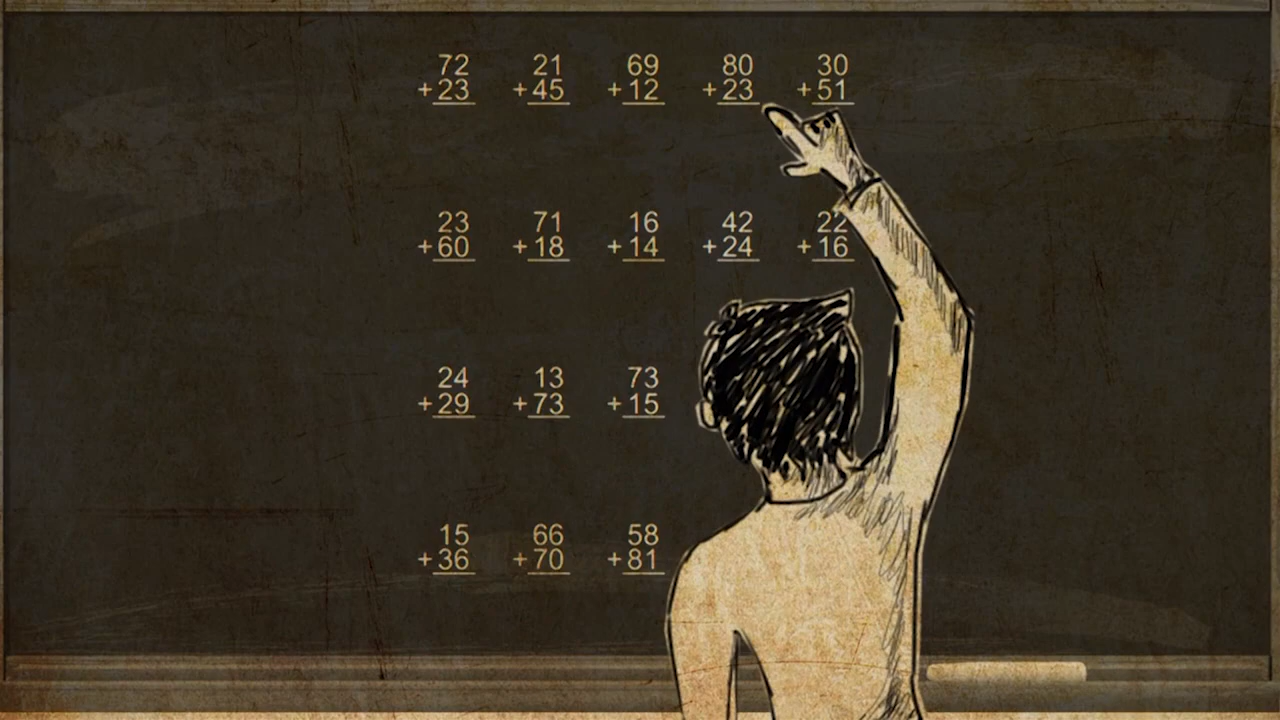 72 21 69 80 30
+23 +45 +12 +23 +51
23 71 16 42 22
+60 +18 +14 +24 +16
24 13 73
+29 +73 +15
15 66 58
+36 +70 +81